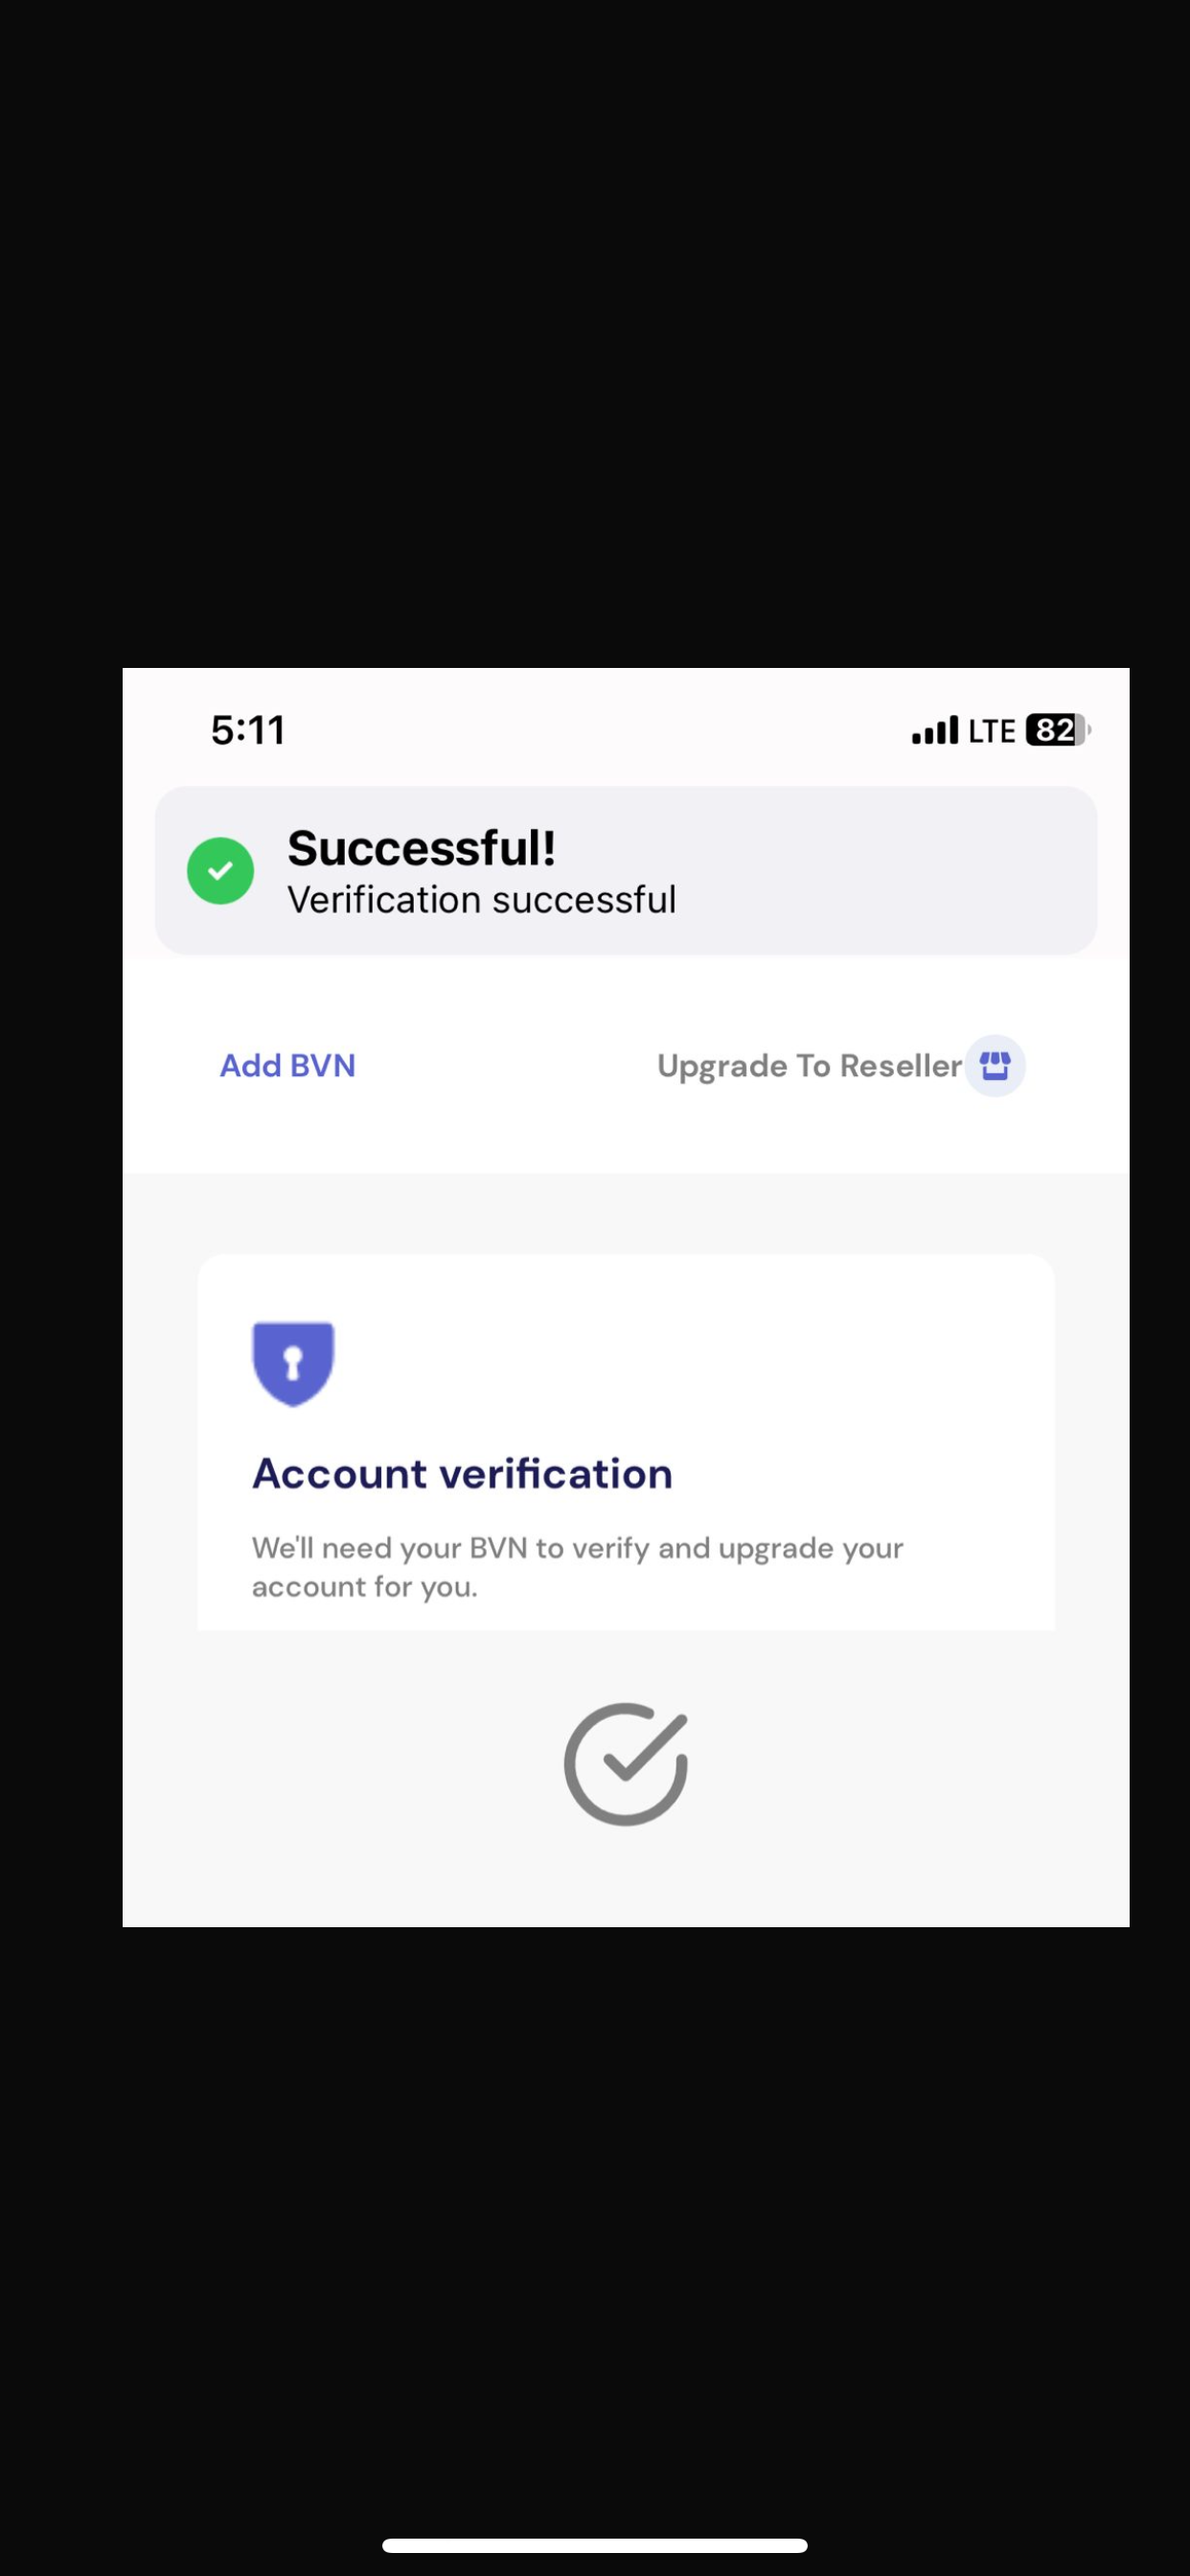 5:11 LTE 82
Successful!
Verification successful
Add BVN Upgrade To Reseller
Account verification
We'll need your BVN to verify and upgrade your
account for you.